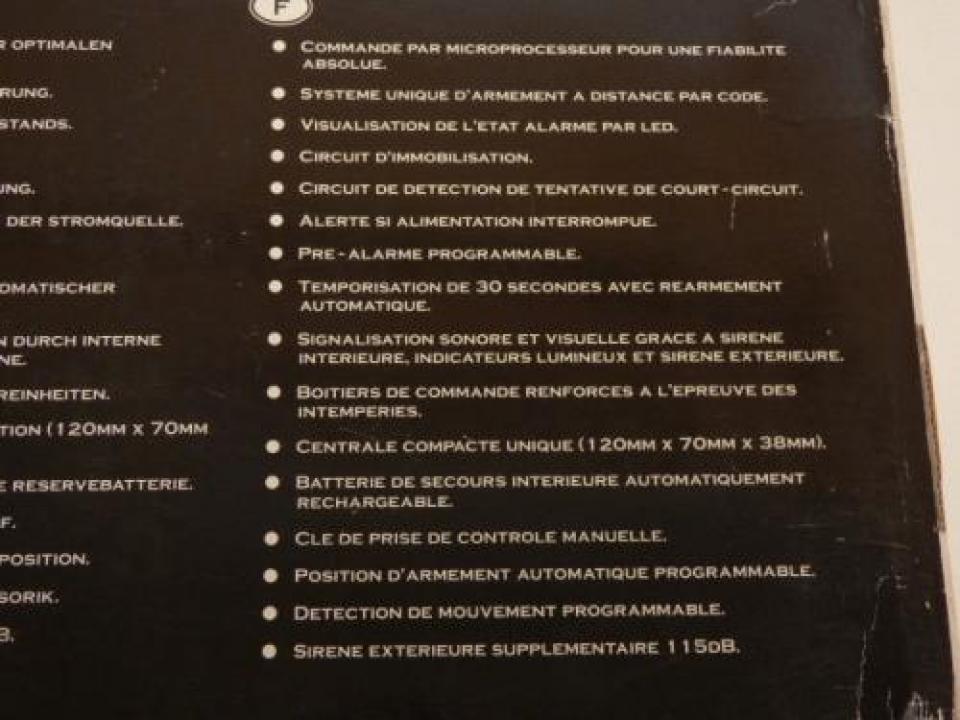 R OPTIMALEN
RUNG.
STANDS.
UNG.
DER STROMQUELLE.
OMATISCHER
N DURCH INTERNE
NE.
REINHEITEN.
TION (120MM X 70MM
E RESERVEBATTERIE.
F.
POSITION.
SORIK.
B.
F
● COMMANDE PAR MICROPROCESSEUR POUR UNE FIABILITE
ABSOLUE.
● SYSTEME UNIQUE D'ARMEMENT A DISTANCE PAR CODE.
● VISUALISATION DE L'ETAT ALARME PAR LED.
● CIRCUIT D'IMMOBILISATION.
● CIRCUIT DE DETECTION DE TENTATIVE DE COURT-CIRCUIT.
● ALERTE SI ALIMENTATION INTERROMPUE.
● PRE-ALARME PROGRAMMABLE.
● TEMPORISATION DE 30 SECONDES AVEC REARMEMENT
AUTOMATIQUE.
● SIGNALISATION SONORE ET VISUELLE GRACE A SIRENE
INTERIEURE, INDICATEURS LUMINEUX ET SIRENE EXTERIEURE.
● BOITIERS DE COMMANDE RENFORCES A L'EPREUVE DES
INTEMPERIES.
● CENTRALE COMPACTE UNIQUE (120MM X 70MM X 38MM).
● BATTERIE DE SECOURS INTERIEURE AUTOMATIQUEMENT
RECHARGEABLE.
● CLE DE PRISE DE CONTROLE MANUELLE.
● POSITION D'ARMEMENT AUTOMATIQUE PROGRAMMABLE.
● DETECTION DE MOUVEMENT PROGRAMMABLE.
● SIRENE EXTERIEURE SUPPLEMENTAIRE 115DB.